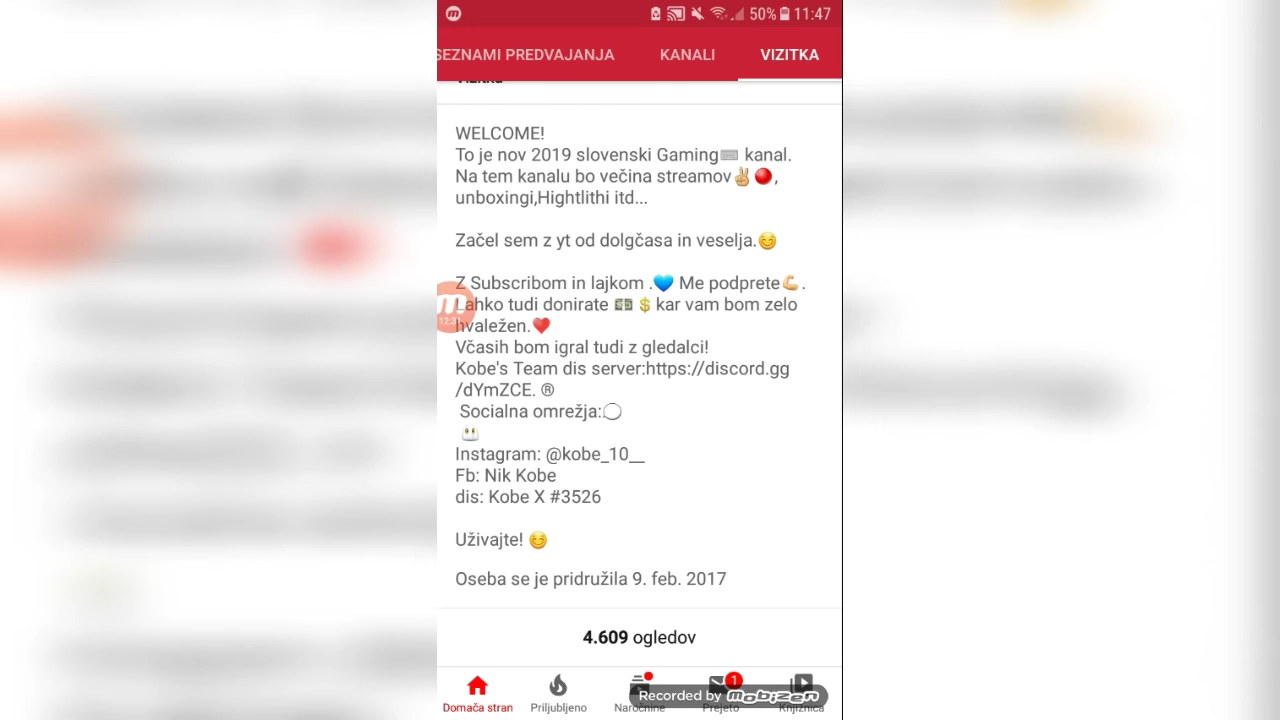 50% 11:47
SEZNAMI PREDVAJANJA KANALI VIZITKA
WELCOME!
To je nov 2019 slovenski Gaming⌨ kanal.
Na tem kanalu bo večina streamov✌🔴,
unboxingi,Hightlithi itd...
Začel sem z yt od dolgčasa in veselja.😊
Z Subscribom in lajkom .💙 Me podprete💪.
Lahko tudi donirate 💵💲kar vam bom zelo
hvaležen.❤
Včasih bom igral tudi z gledalci!
Kobe's Team dis server:https://discord.gg
/dYmZCE. ®
Socialna omrežja:💭
Instagram: @kobe_10__
Fb: Nik Kobe
dis: Kobe X #3526
Uživajte! 😊
Oseba se je pridružila 9. feb. 2017
4.609 ogledov
1
Recorded by mobizen
Domača stran Priljubljeno Naročnine Prejeto Knjižnica